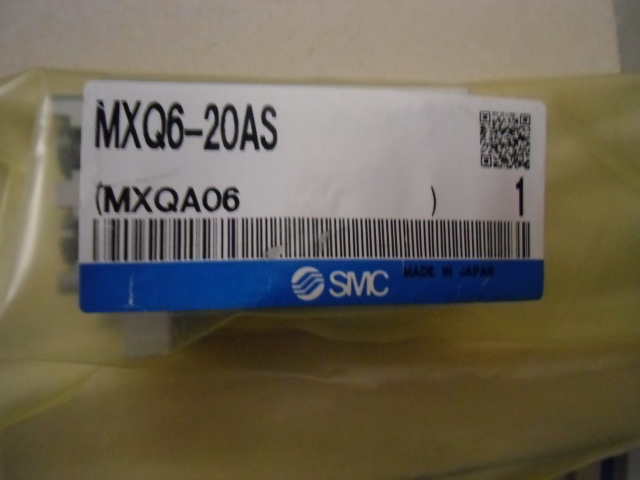 MXQ6-20AS
(MXQA06 ) 1
SMC MADE IN JAPAN